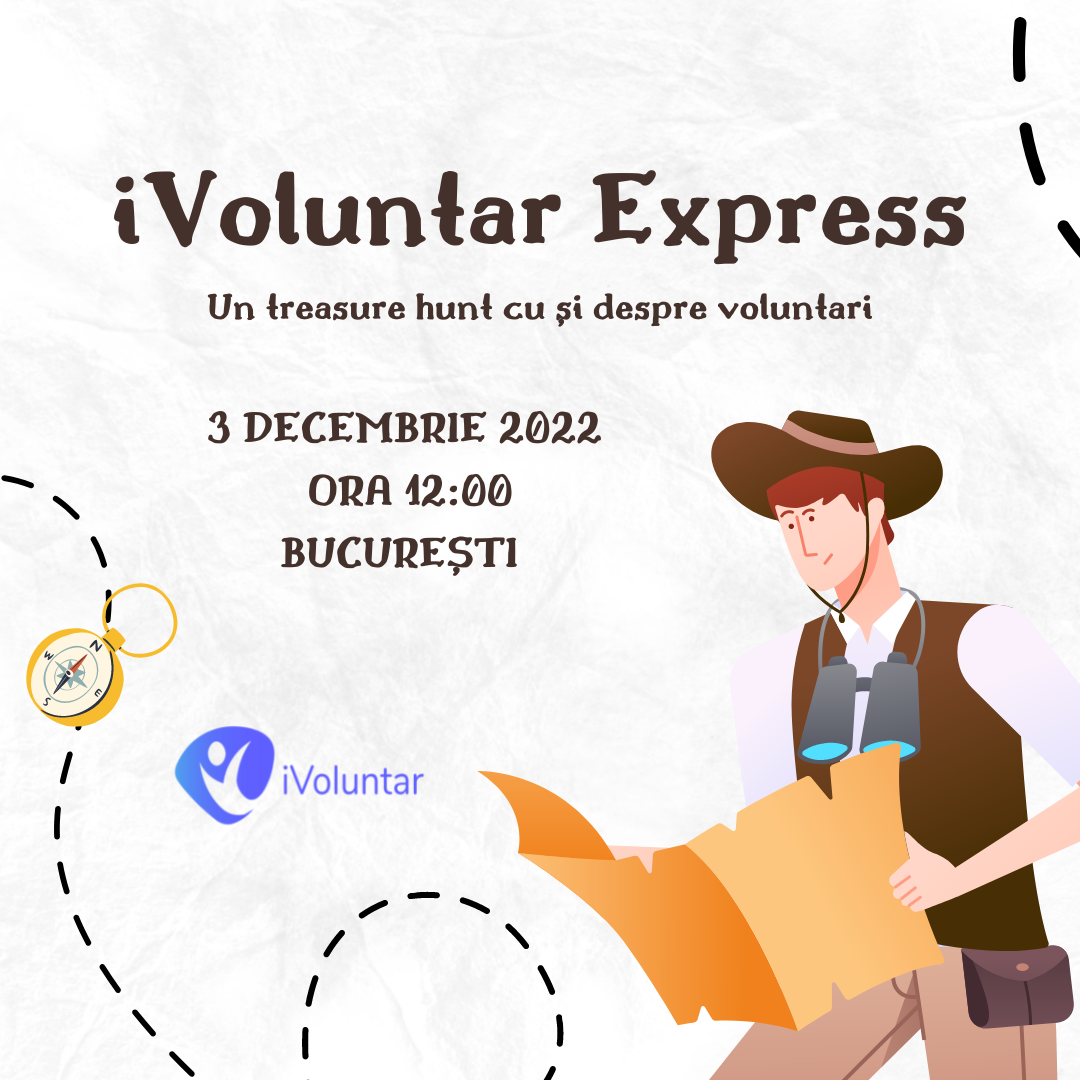 iVoluntar Express
Un treasure hunt cu și despre voluntari
3 DECEMBRIE 2022
ORA 12:00
BUCUREȘTI
N
W
E
S
iVoluntar